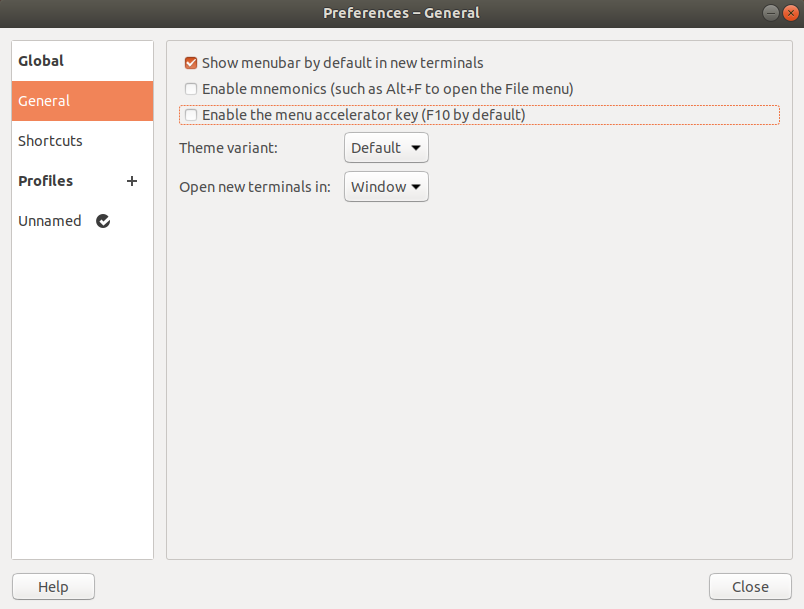 Preferences – General
Global
General
Shortcuts
Profiles
Unnamed
Show menubar by default in new terminals
Enable mnemonics (such as Alt+F to open the File menu)
Enable the menu accelerator key (F10 by default)
Theme variant: Default
Open new terminals in: Window
Help
Close